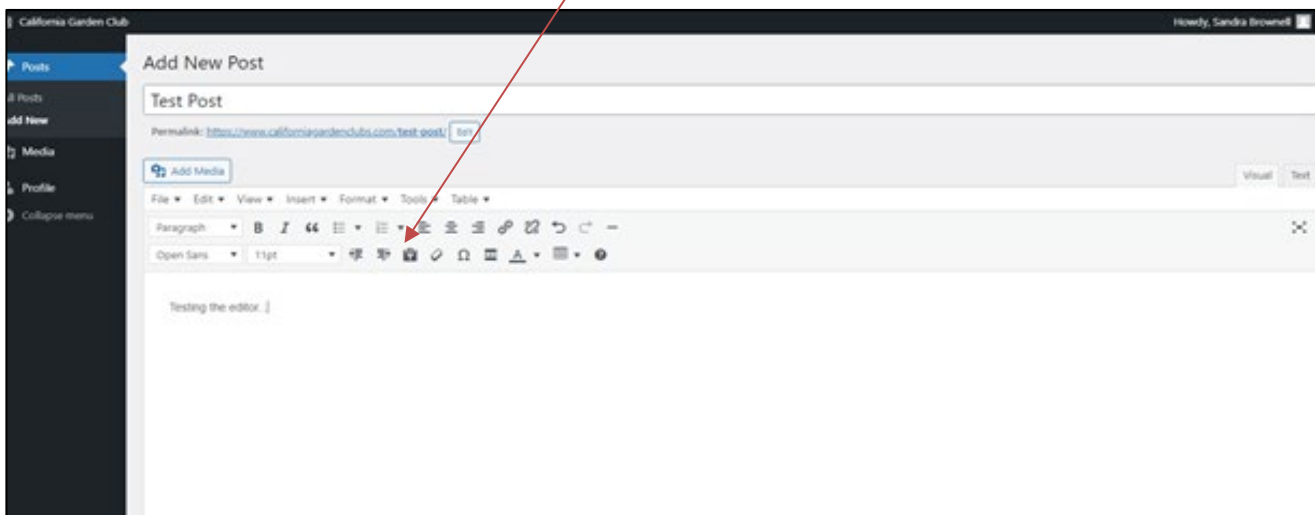 California Garden Club
Howdy, Sandra Brownell
Posts
Add New Post
ll Posts
Test Post
dd New
Permalink: https://www.californiagardenclubs.com/test-post/ Edit
Media
Add Media
Visual Text
Profile
File Edit View Insert Format Tools Table
Collapse menu
Paragraph B I
Open Sans 11pt Ω A
Testing the editor..